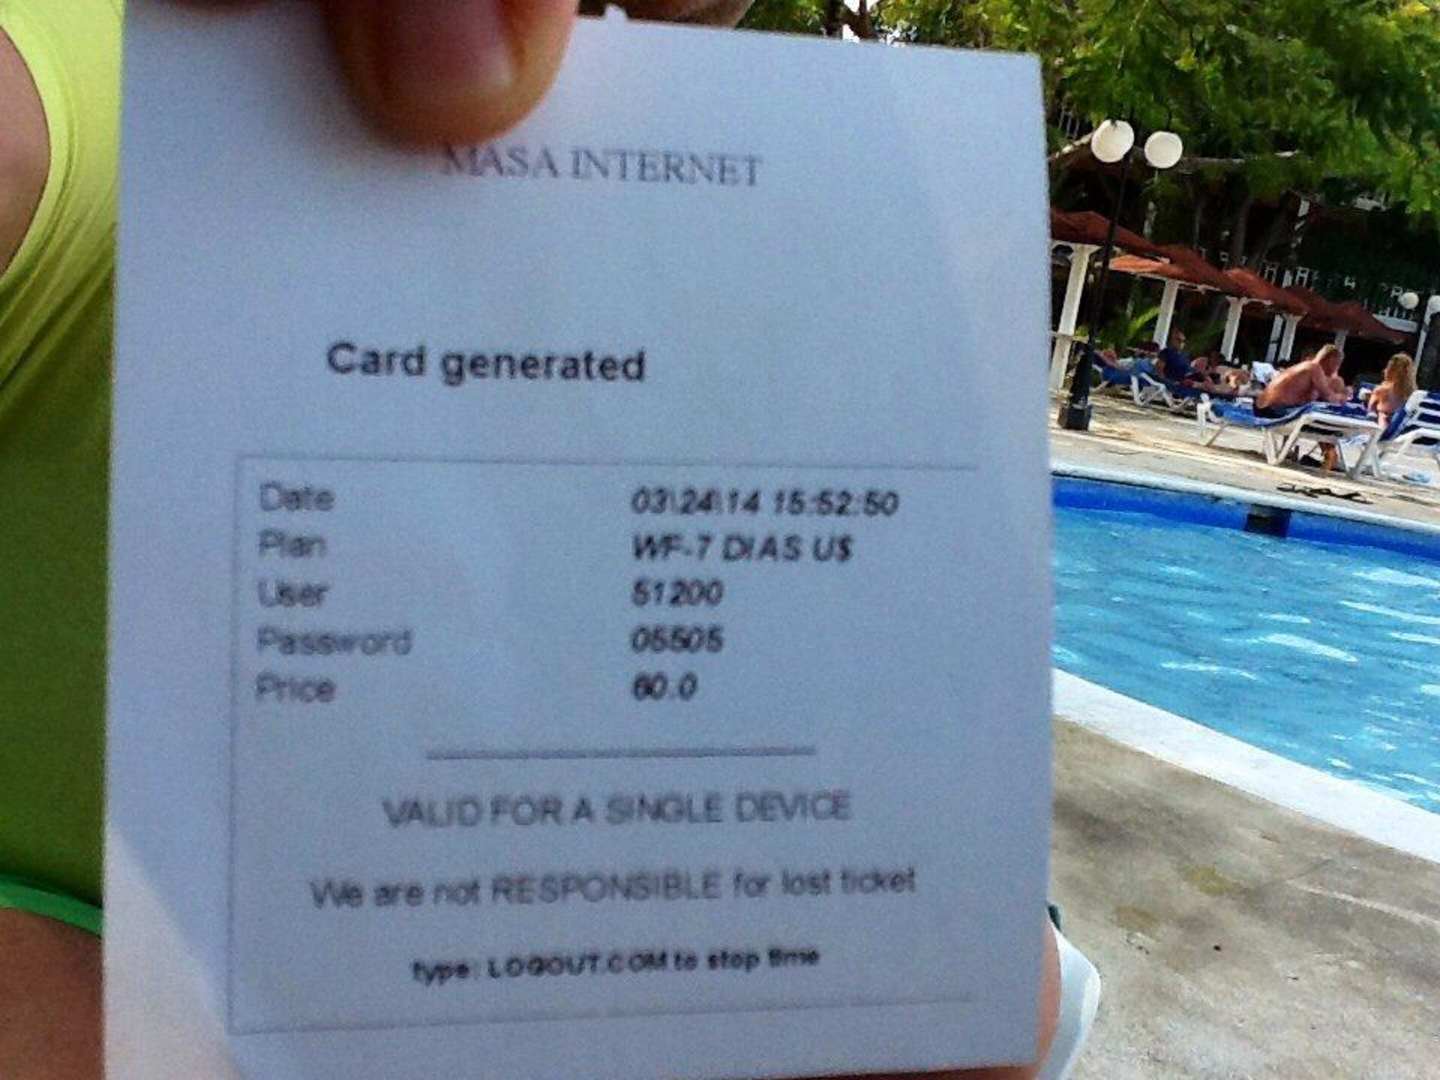 MASA INTERNET
Card generated
Date 03\24\14 15:52:50
Plan WF-7 DIAS U$
User 51200
Password 05505
Price 60.0
VALID FOR A SINGLE DEVICE
We are not RESPONSIBLE for lost ticket
type: LOGOUT.COM to stop time